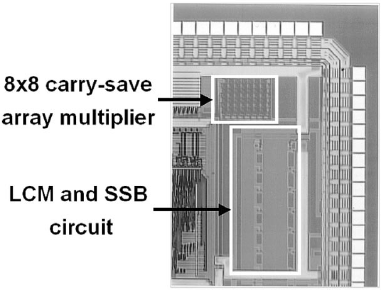 8x8 carry-save
array multiplier
LCM and SSB
circuit